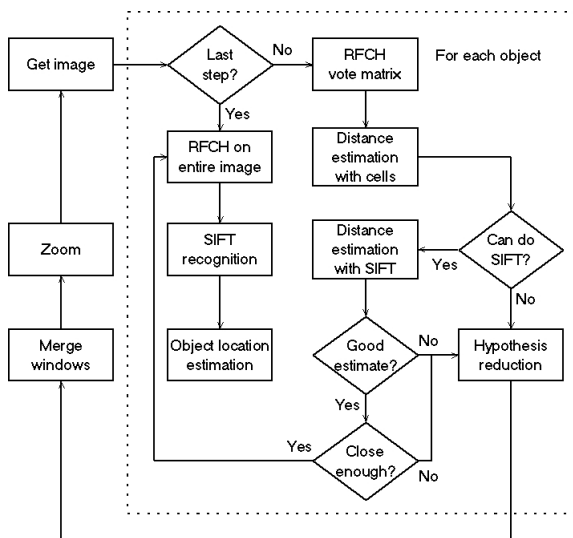 Get image
Last
step?
No
RFCH
vote matrix
For each object
Yes
RFCH on
entire image
Distance
estimation
with cells
Zoom
SIFT
recognition
Distance
estimation
with SIFT
Yes
Can do
SIFT?
No
Merge
windows
Object location
estimation
Good
estimate?
No
Hypothesis
reduction
Yes
Yes
Close
enough?
No